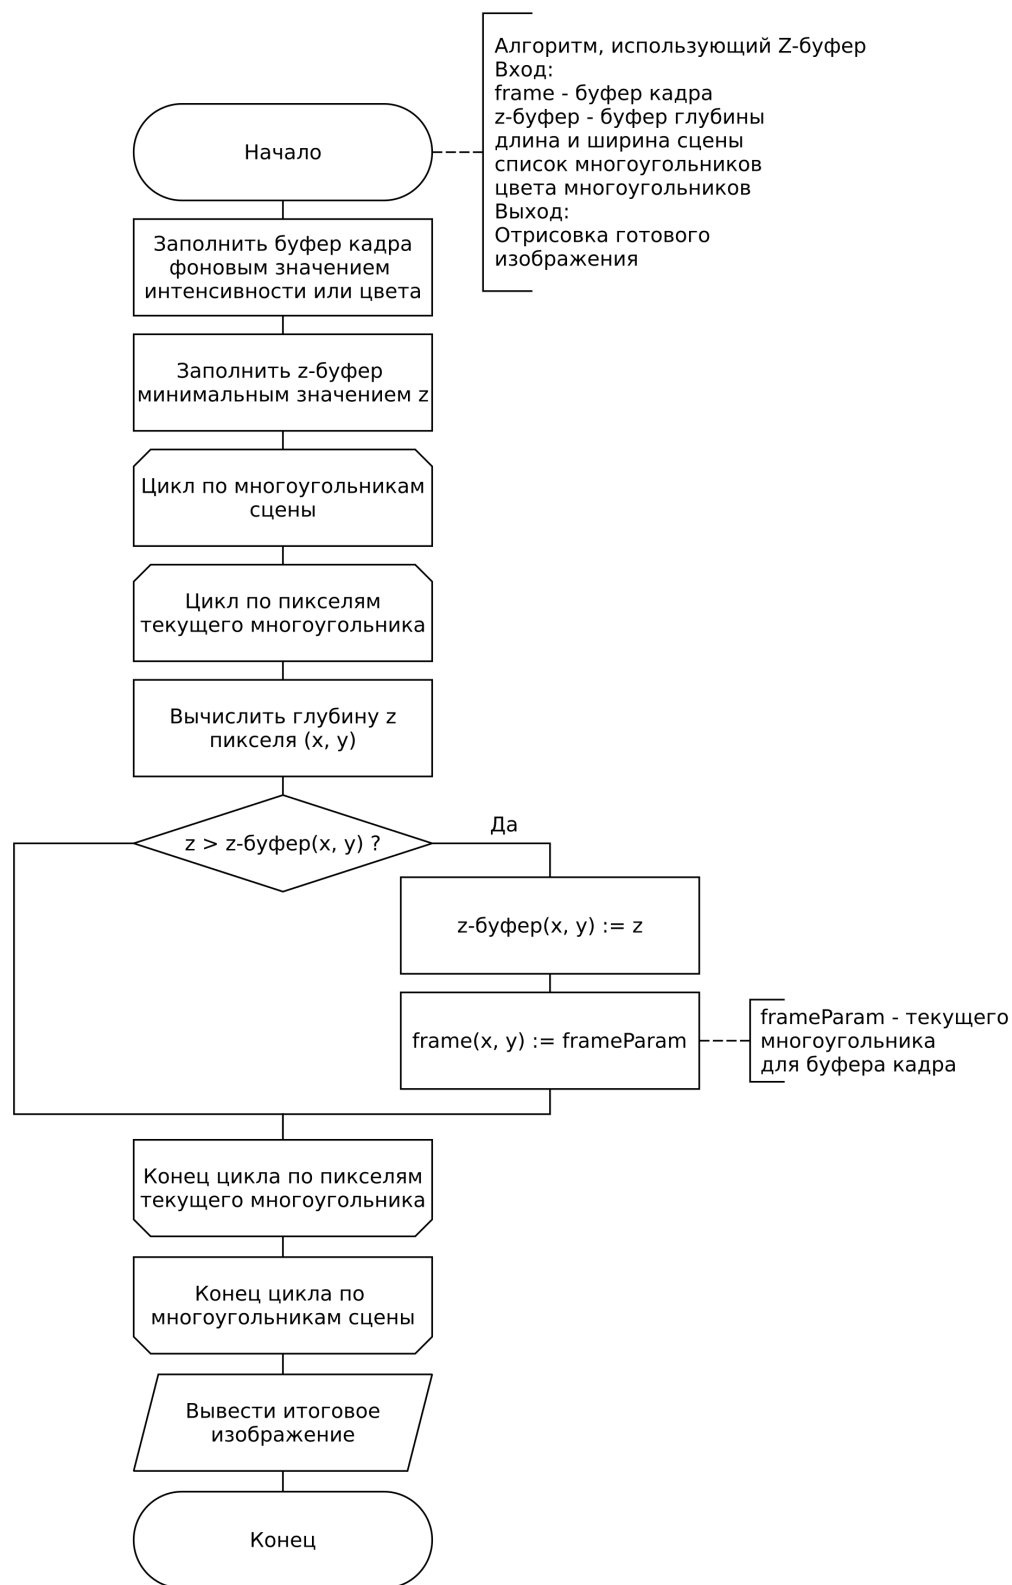 Алгоритм, использующий Z-буфер
Вход:
frame - буфер кадра
z-буфер - буфер глубины
длина и ширина сцены
список многоугольников
цвета многоугольников
Выход:
Отрисовка готового
изображения
Начало
Заполнить буфер кадра
фоновым значением
интенсивности или цвета
Заполнить z-буфер
минимальным значением z
Цикл по многоугольникам
сцены
Цикл по пикселям
текущего многоугольника
Вычислить глубину z
пикселя (x, y)
z > z-буфер(x, y) ?
Да
z-буфер(x, y) := z
frame(x, y) := frameParam
frameParam - текущего
многоугольника
для буфера кадра
Конец цикла по пикселям
текущего многоугольника
Конец цикла по
многоугольникам сцены
Вывести итоговое
изображение
Конец